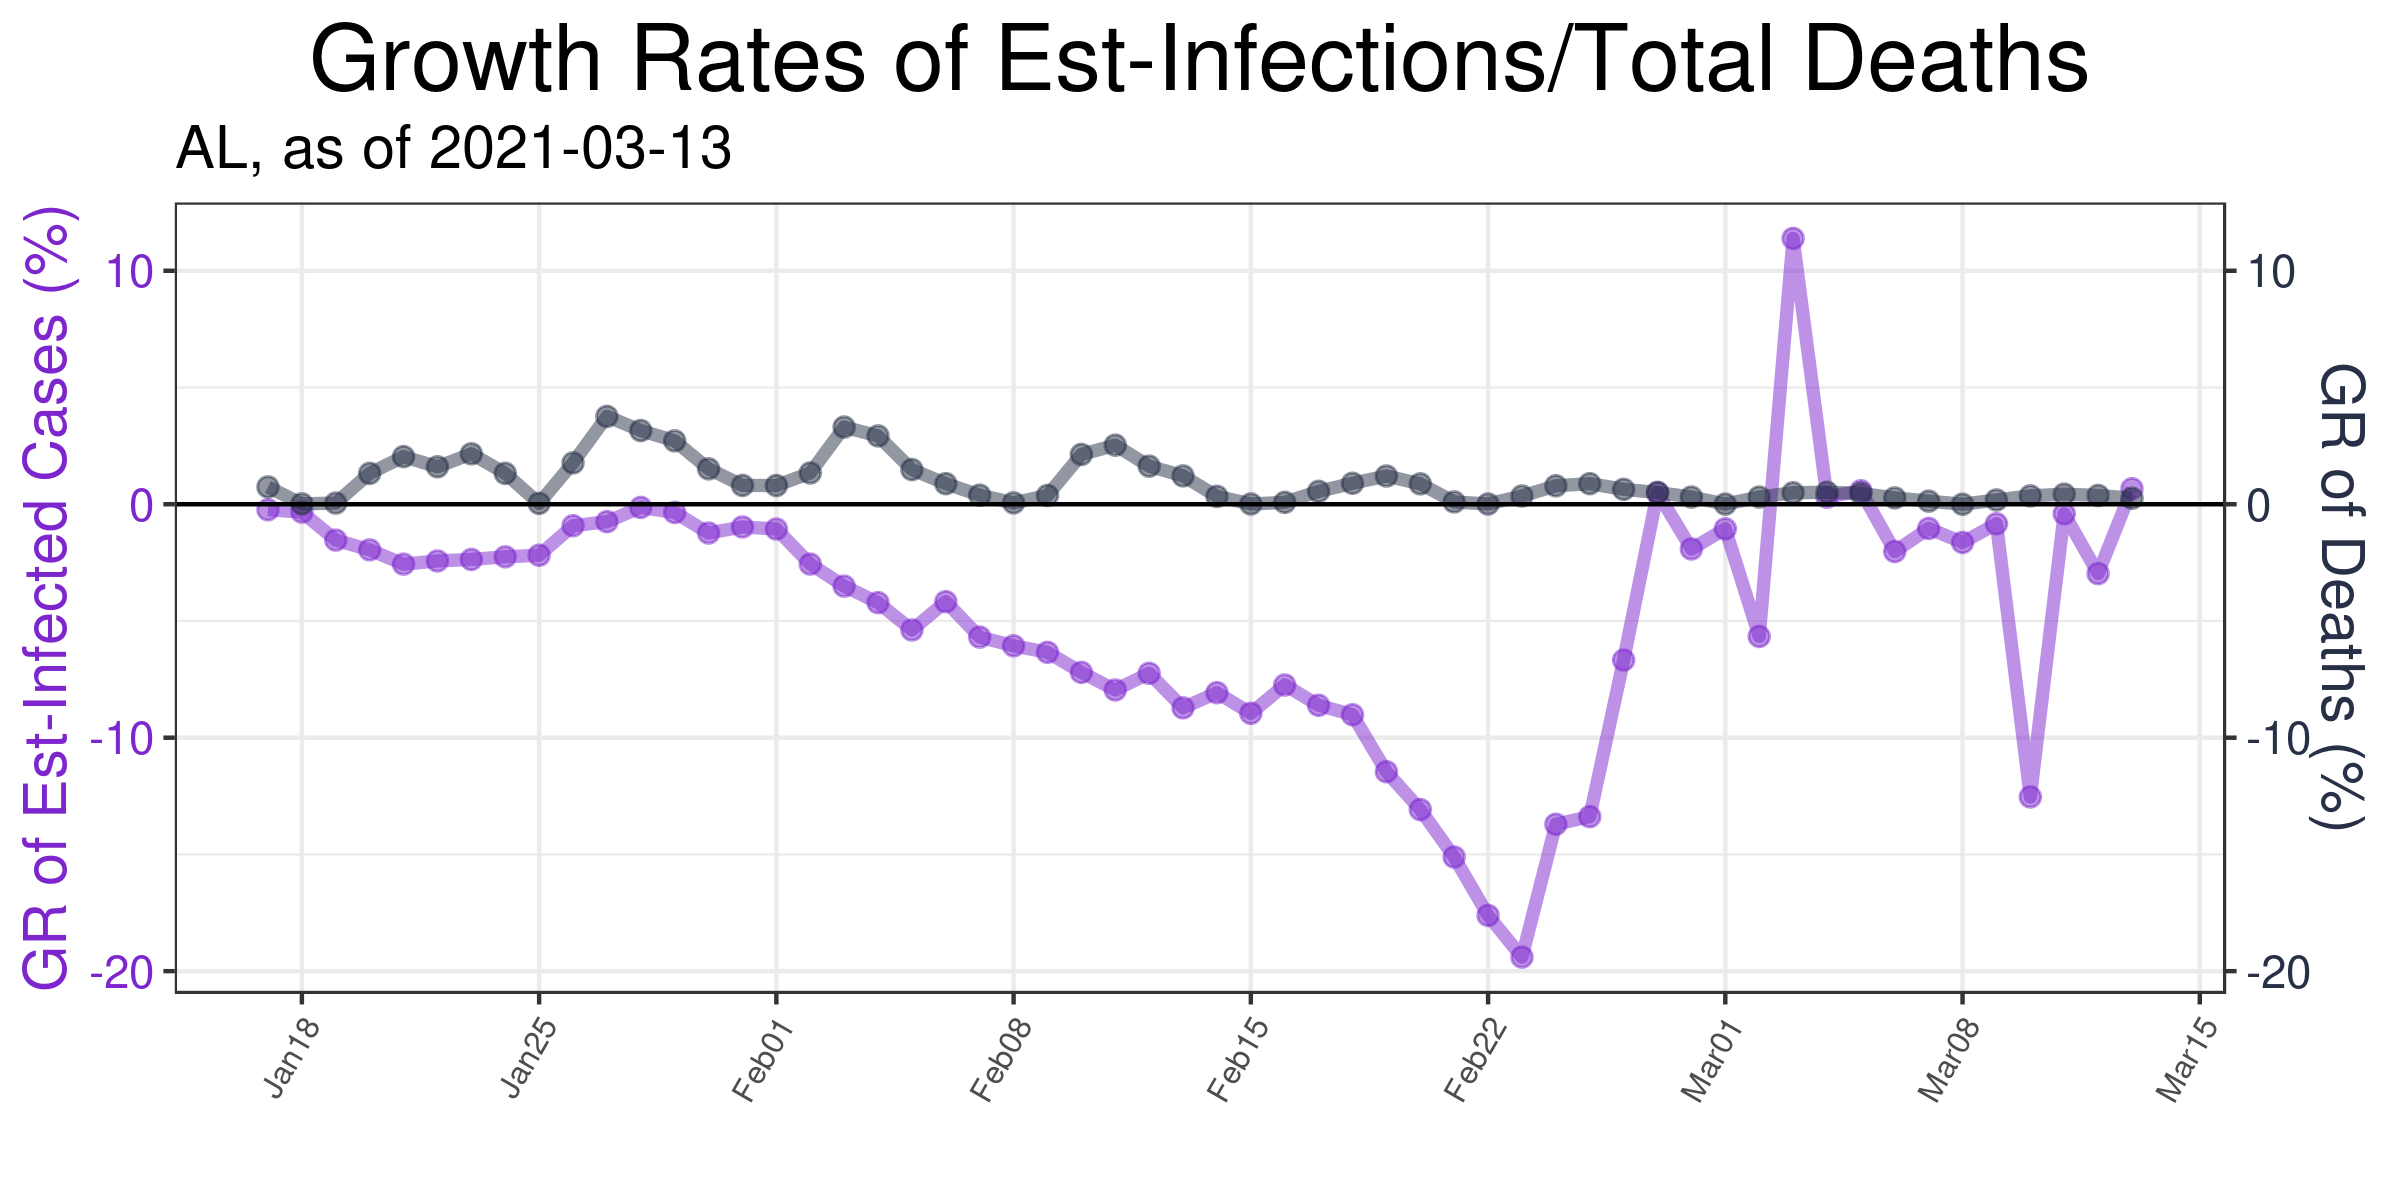 Growth Rates of Est-Infections/Total Deaths
AL, as of 2021-03-13
GR of Est-Infected Cases (%)
10
0
-10
-20
10
0
-10
-20
GR of Deaths (%)
Jan18
Jan25
Feb01
Feb08
Feb15
Feb22
Mar01
Mar08
Mar15